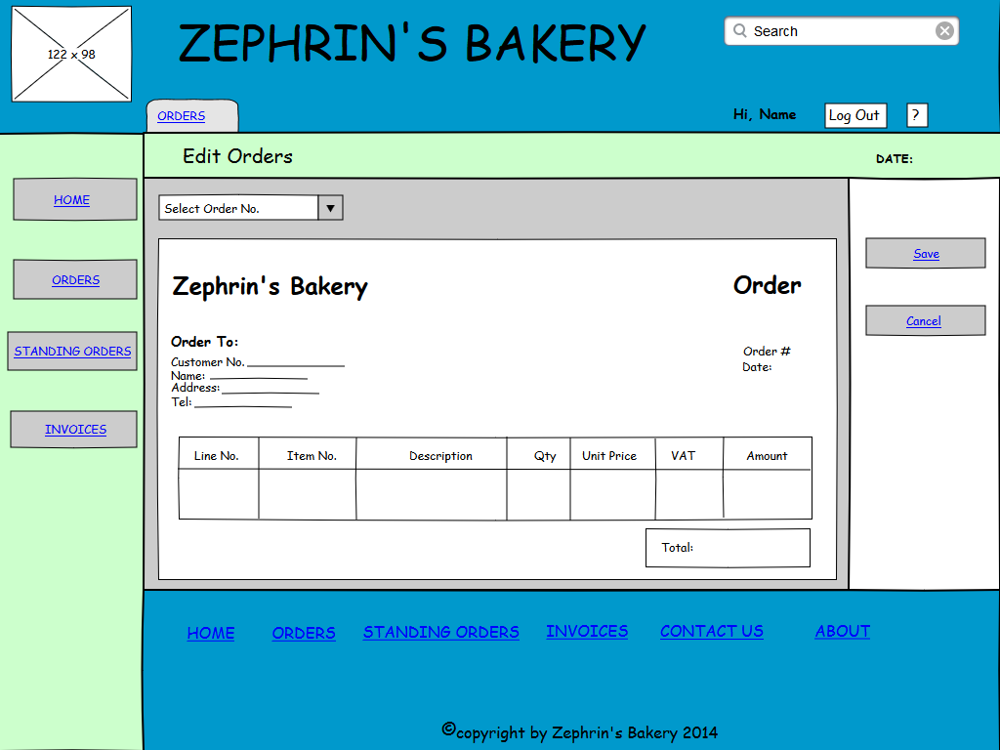 122 x 98
ZEPHRIN'S BAKERY
Search
ORDERS
Hi, Name
Log Out
?
Edit Orders
DATE:
HOME
ORDERS
STANDING ORDERS
INVOICES
Select Order No.
Zephrin's Bakery
Order
Order To:
Customer No.
Name:
Address:
Tel:
Order #
Date:
Line No. Item No. Description Qty Unit Price VAT Amount
Total:
Save
Cancel
HOME ORDERS STANDING ORDERS INVOICES CONTACT US ABOUT
©copyright by Zephrin's Bakery 2014